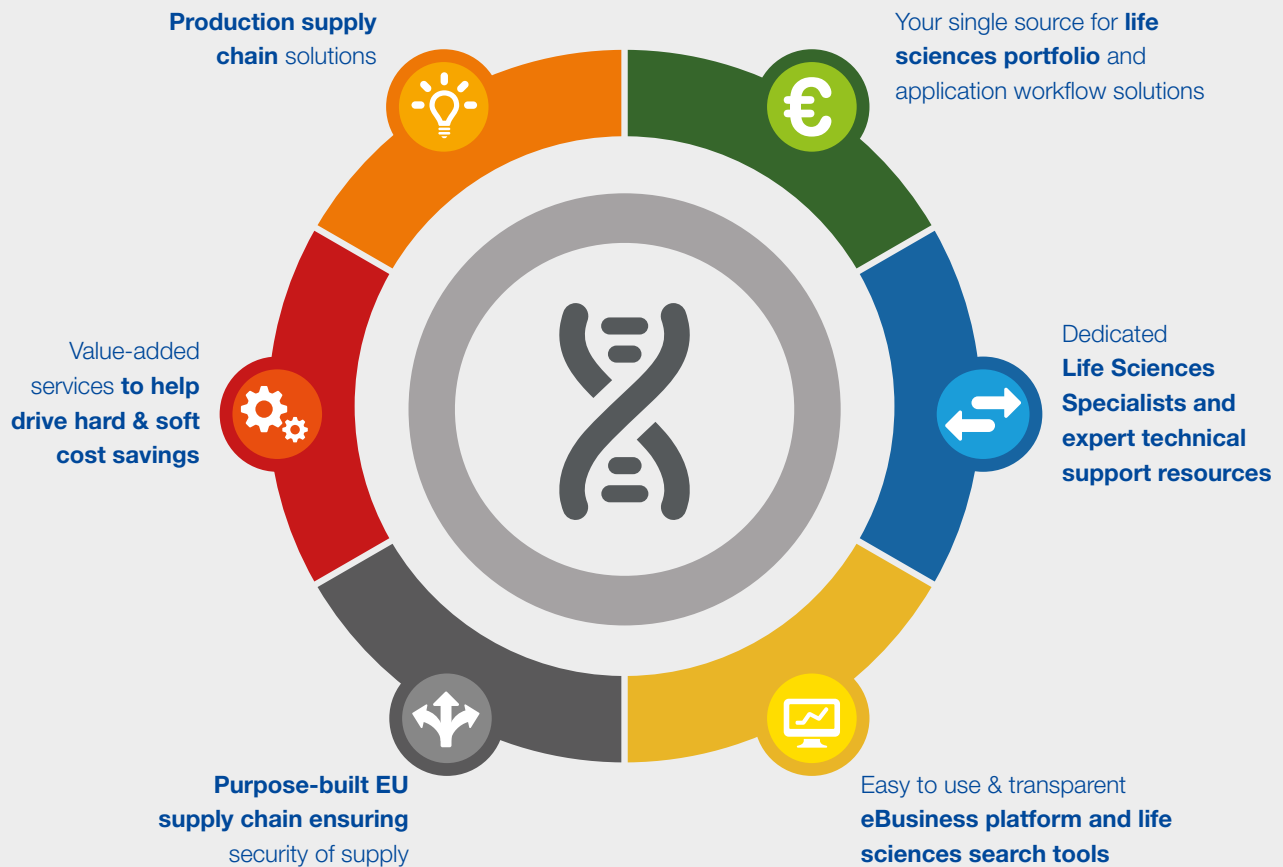 Production supply
chain solutions
Your single source for life
sciences portfolio and
application workflow solutions
Value-added
services to help
drive hard & soft
cost savings
Dedicated
Life Sciences
Specialists and
expert technical
support resources
Purpose-built EU
supply chain ensuring
security of supply
Easy to use & transparent
eBusiness platform and life
sciences search tools